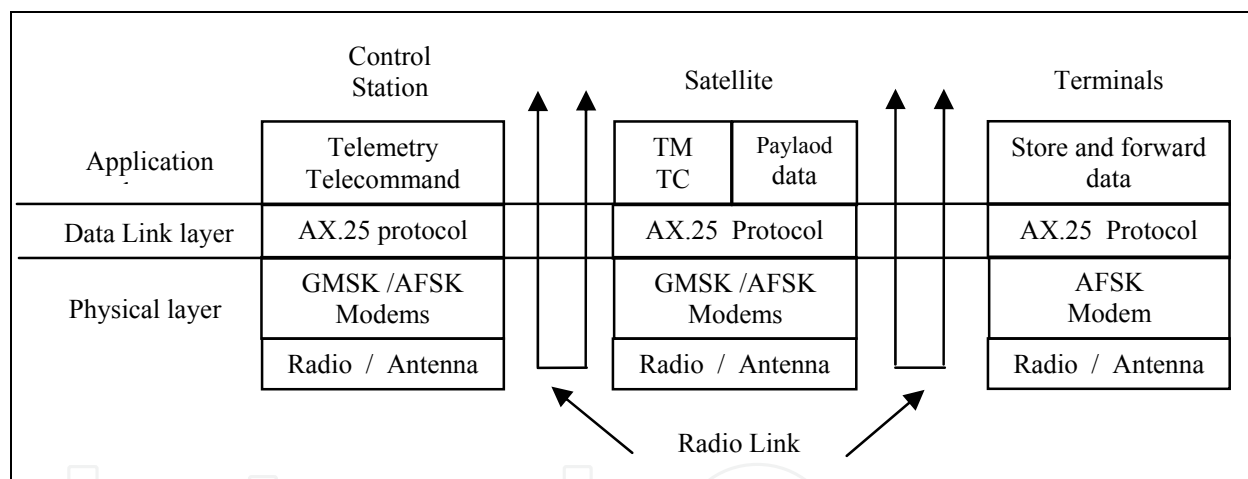 Control
Station
Satellite
Terminals
Application
Telemetry
Telecommand
TM
TC
Paylaod
data
Store and forward
data
Data Link layer
AX.25 protocol
AX.25 Protocol
AX.25 Protocol
Physical layer
GMSK /AFSK
Modems
GMSK /AFSK
Modems
AFSK
Modem
Radio / Antenna
Radio / Antenna
Radio / Antenna
Radio Link